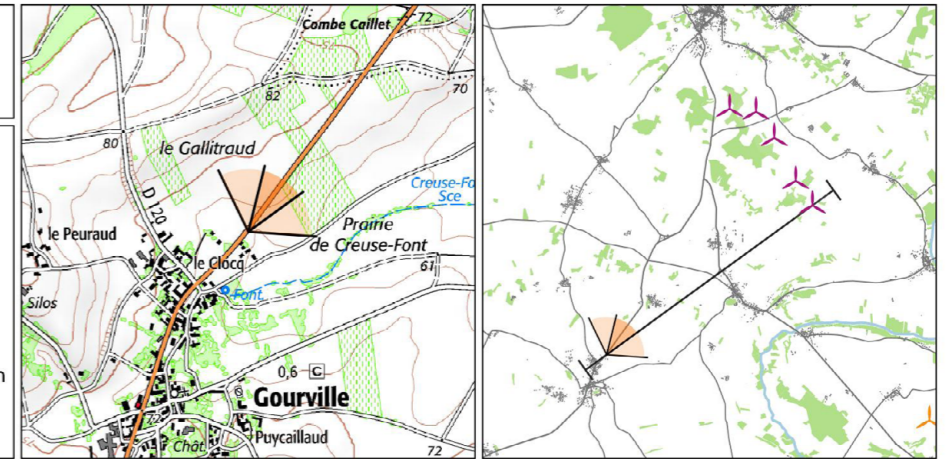 Combe Caillet
72
82
70
80
le Gallitraud
D 120
Creuse-Fo
Sce
le Peuraud
Prairie
de Creuse-Font
le Clocq
61
Silos
Font.
0,6 C
n
Gourville
72
Puycaillaud
Chât.
72